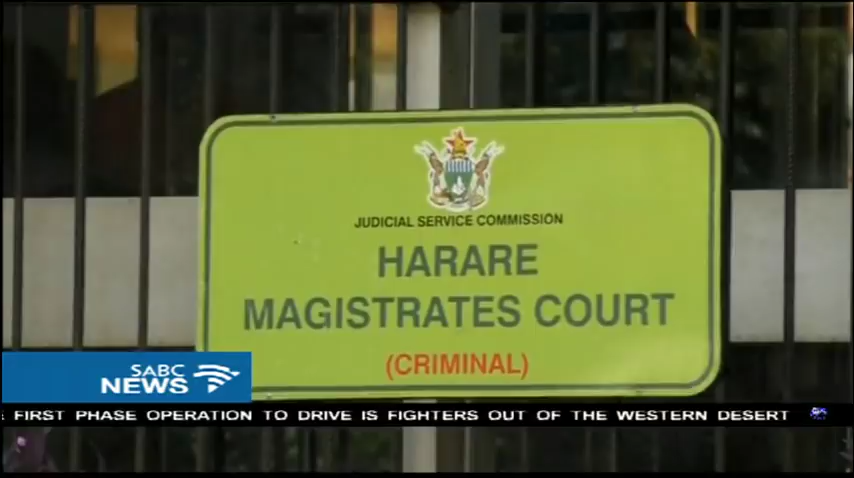 JUDICIAL SERVICE COMMISSION
HARARE
MAGISTRATES COURT
(CRIMINAL)
SABC
NEWS
FIRST PHASE OPERATION TO DRIVE IS FIGHTERS OUT OF THE WESTERN DESERT